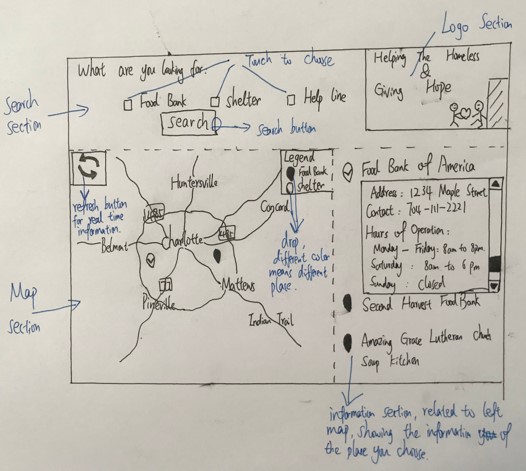 Logo Section
Helping The Homeless
&
Giving Hope
What are you looking for:
Touch to choose
Food Bank
Shelter
Help line
Search
search button
Search
section
Legend
Food Bank
shelter
refresh button
for real time
information.
Huntersville
Concord
I485
I485
Belmont
Charlotte
77
Pineville
Matthews
Indian Trail
drop
different color
means different
place.
Map
section
Food Bank of America
Address: 1234 Maple Street
Contact: 704-111-2221
Hours of Operation:
Monday - Friday: 8am to 8pm.
Saturday : 8am to 6pm
Sunday : Closed
Second Harvest Food Bank
Amazing Grace Lutheran
Soup Kitchen
information section, related to left
map, showing the information of
the place you choose.